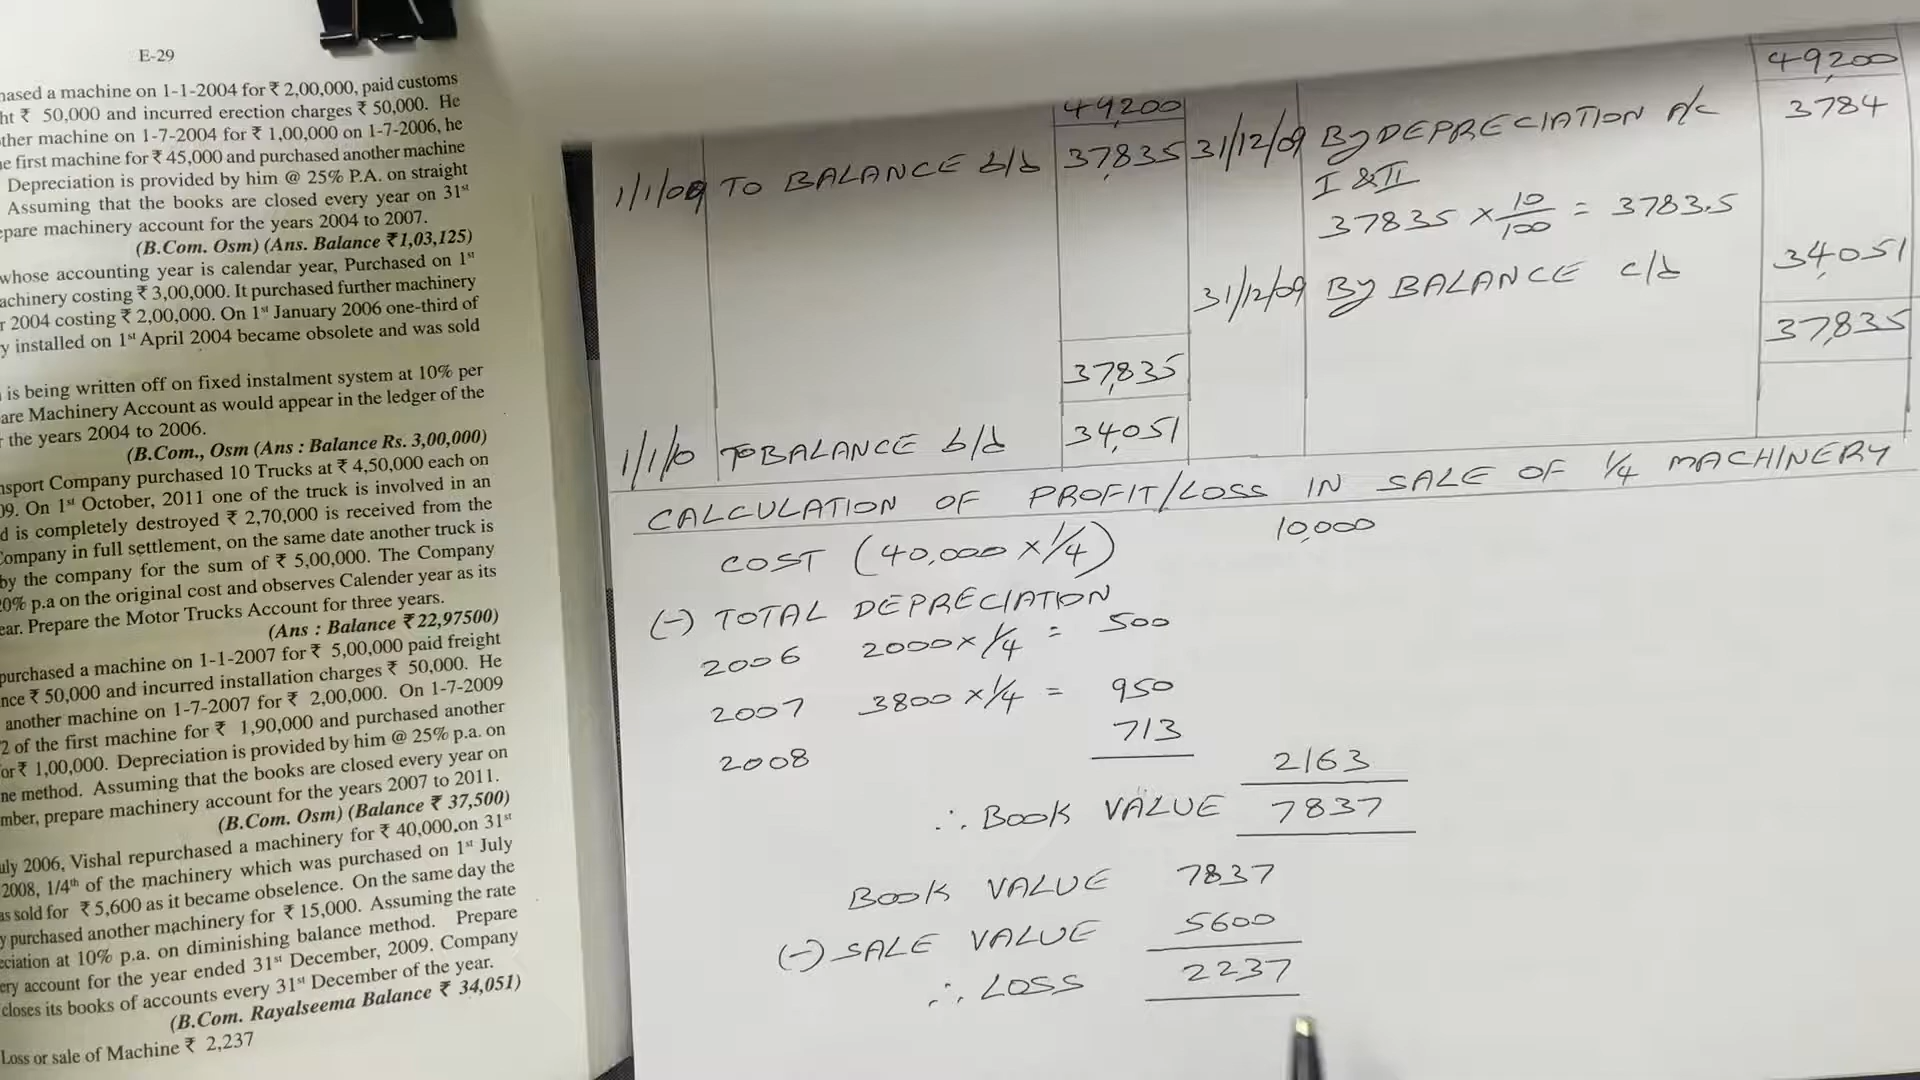 E-29
ased a machine on 1-1-2004 for ₹ 2,00,000, paid customs
ht ₹ 50,000 and incurred erection charges ₹ 50,000. He
ther machine on 1-7-2004 for ₹ 1,00,000 on 1-7-2006, he
e first machine for ₹ 45,000 and purchased another machine
Depreciation is provided by him @ 25% P.A. on straight
Assuming that the books are closed every year on 31st
epare machinery account for the years 2004 to 2007.
(B.Com. Osm) (Ans. Balance ₹ 1,03,125)
whose accounting year is calendar year, Purchased on 1st
achinery costing ₹ 3,00,000. It purchased further machinery
r 2004 costing ₹ 2,00,000. On 1st January 2006 one-third of
y installed on 1st April 2004 became obsolete and was sold
is being written off on fixed instalment system at 10% per
are Machinery Account as would appear in the ledger of the
r the years 2004 to 2006.
(B.Com., Osm (Ans : Balance Rs. 3,00,000)
nsport Company purchased 10 Trucks at ₹ 4,50,000 each on
09. On 1st October, 2011 one of the truck is involved in an
d is completely destroyed ₹ 2,70,000 is received from the
Company in full settlement, on the same date another truck is
by the company for the sum of ₹ 5,00,000. The Company
0% p.a on the original cost and observes Calender year as its
ear. Prepare the Motor Trucks Account for three years.
(Ans : Balance ₹ 22,97500)
purchased a machine on 1-1-2007 for ₹ 5,00,000 paid freight
nce ₹ 50,000 and incurred installation charges ₹ 50,000. He
another machine on 1-7-2007 for ₹ 2,00,000. On 1-7-2009
2 of the first machine for ₹ 1,90,000 and purchased another
or ₹ 1,00,000. Depreciation is provided by him @ 25% p.a. on
ne method. Assuming that the books are closed every year on
mber, prepare machinery account for the years 2007 to 2011.
(B.Com. Osm) (Balance ₹ 37,500)
uly 2006, Vishal repurchased a machinery for ₹ 40,000.on 31st
2008, 1/4th of the machinery which was purchased on 1st July
as sold for ₹ 5,600 as it became obselence. On the same day the
y purchased another machinery for ₹ 15,000. Assuming the rate
eciation at 10% p.a. on diminishing balance method. Prepare
ery account for the year ended 31st December, 2009. Company
closes its books of accounts every 31st December of the year.
(B.Com. Rayalseema Balance ₹ 34,051)
Loss or sale of Machine ₹ 2,237
49,200 49,200
1/1/09 TO BALANCE b/d 37,835 31/12/09 By DEPRECIATION A/c 3784
I & II
37835 × 10/100 = 3783.5
31/12/09 By BALANCE c/d 34,051
37,835 37,835
1/1/10 TO BALANCE b/d 34,051
CALCULATION OF PROFIT/LOSS IN SALE OF 1/4 MACHINERY
COST (40,000 × 1/4) 10,000
(-) TOTAL DEPRECIATION
2006 2000 × 1/4 = 500
2007 3800 × 1/4 = 950
2008 713
2163
∴ BOOK VALUE 7837
BOOK VALUE 7837
(-) SALE VALUE 5600
∴ LOSS 2237